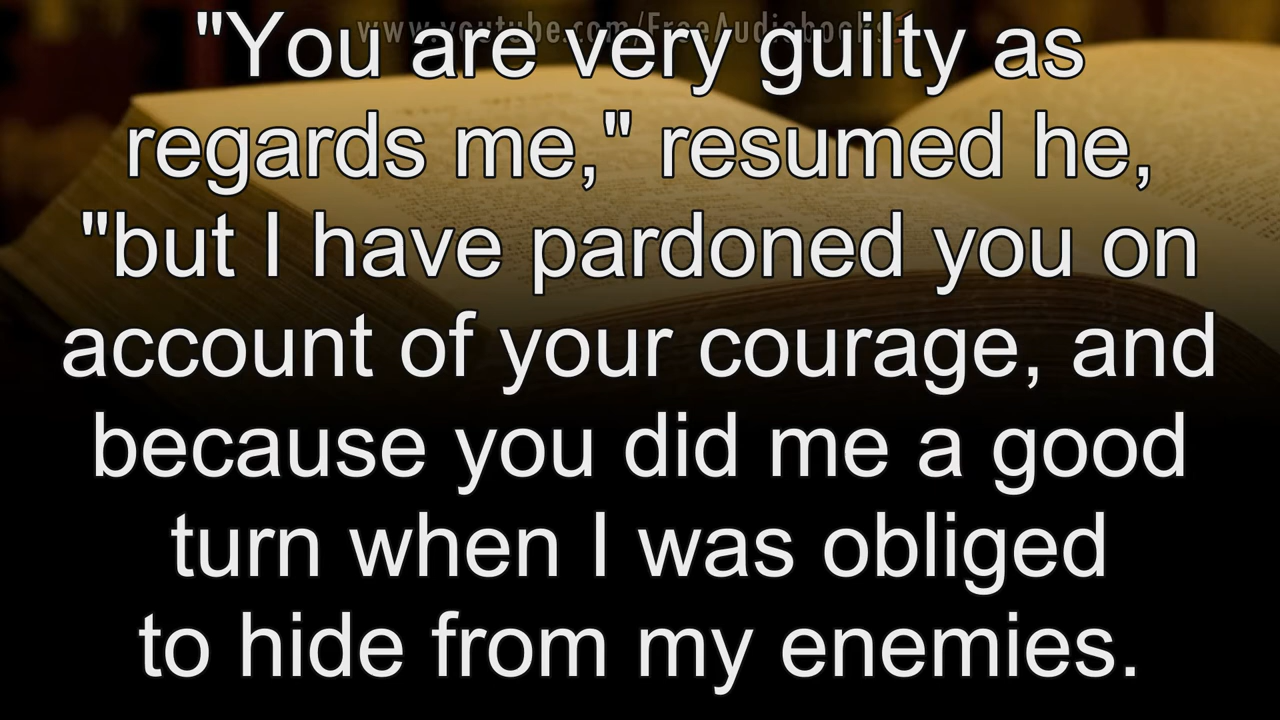 www.youtube.com/FreeAudiobooks
"You are very guilty as
regards me," resumed he,
"but I have pardoned you on
account of your courage, and
because you did me a good
turn when I was obliged
to hide from my enemies.